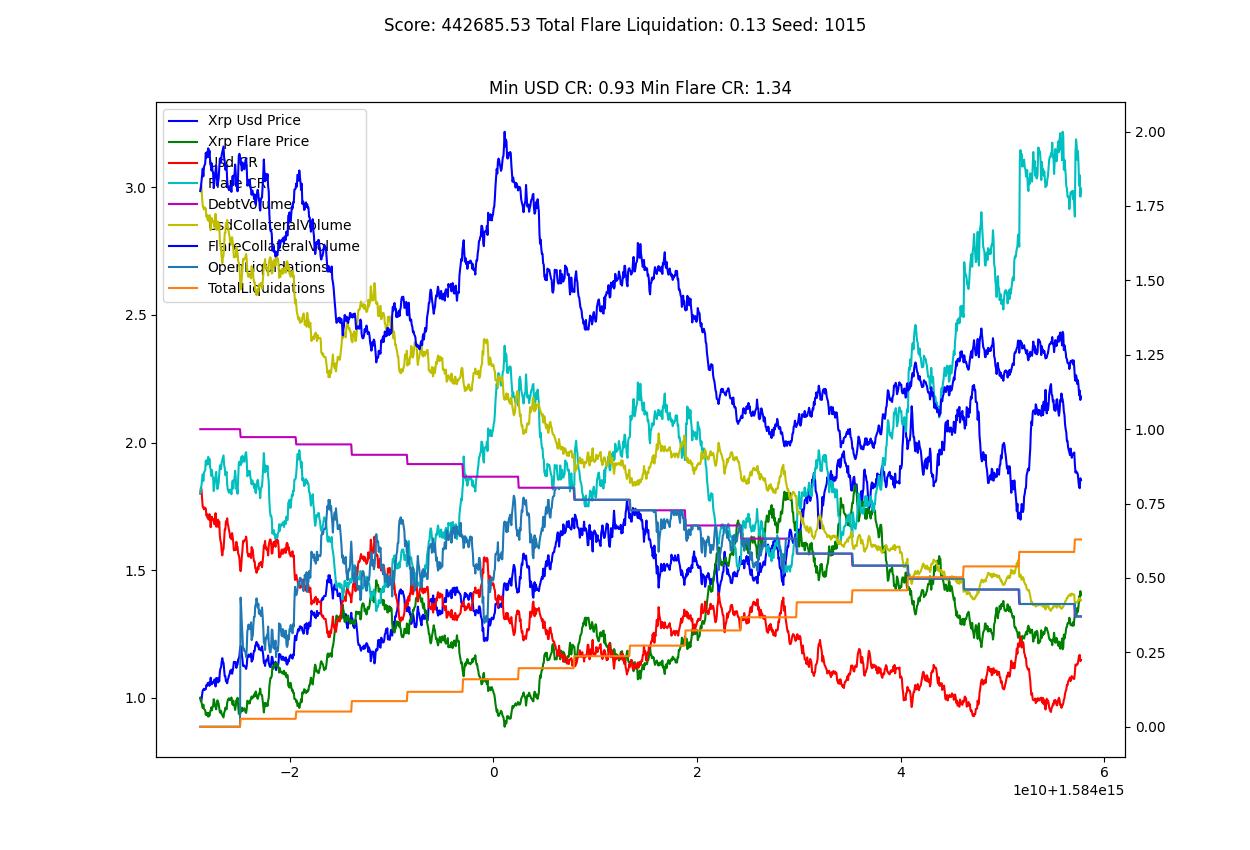 Score: 442685.53 Total Flare Liquidation: 0.13 Seed: 1015
Min USD CR: 0.93 Min Flare CR: 1.34
Xrp Usd Price
Xrp Flare Price
Usd CR
Flare CR
DebtVolume
UsdCollateralVolume
FlareCollateralVolume
OpenLiquidations
TotalLiquidations
3.0
2.5
2.0
1.5
1.0
2.00
1.75
1.50
1.25
1.00
0.75
0.50
0.25
0.00
−2
0
2
4
6
1e10+1.584e15